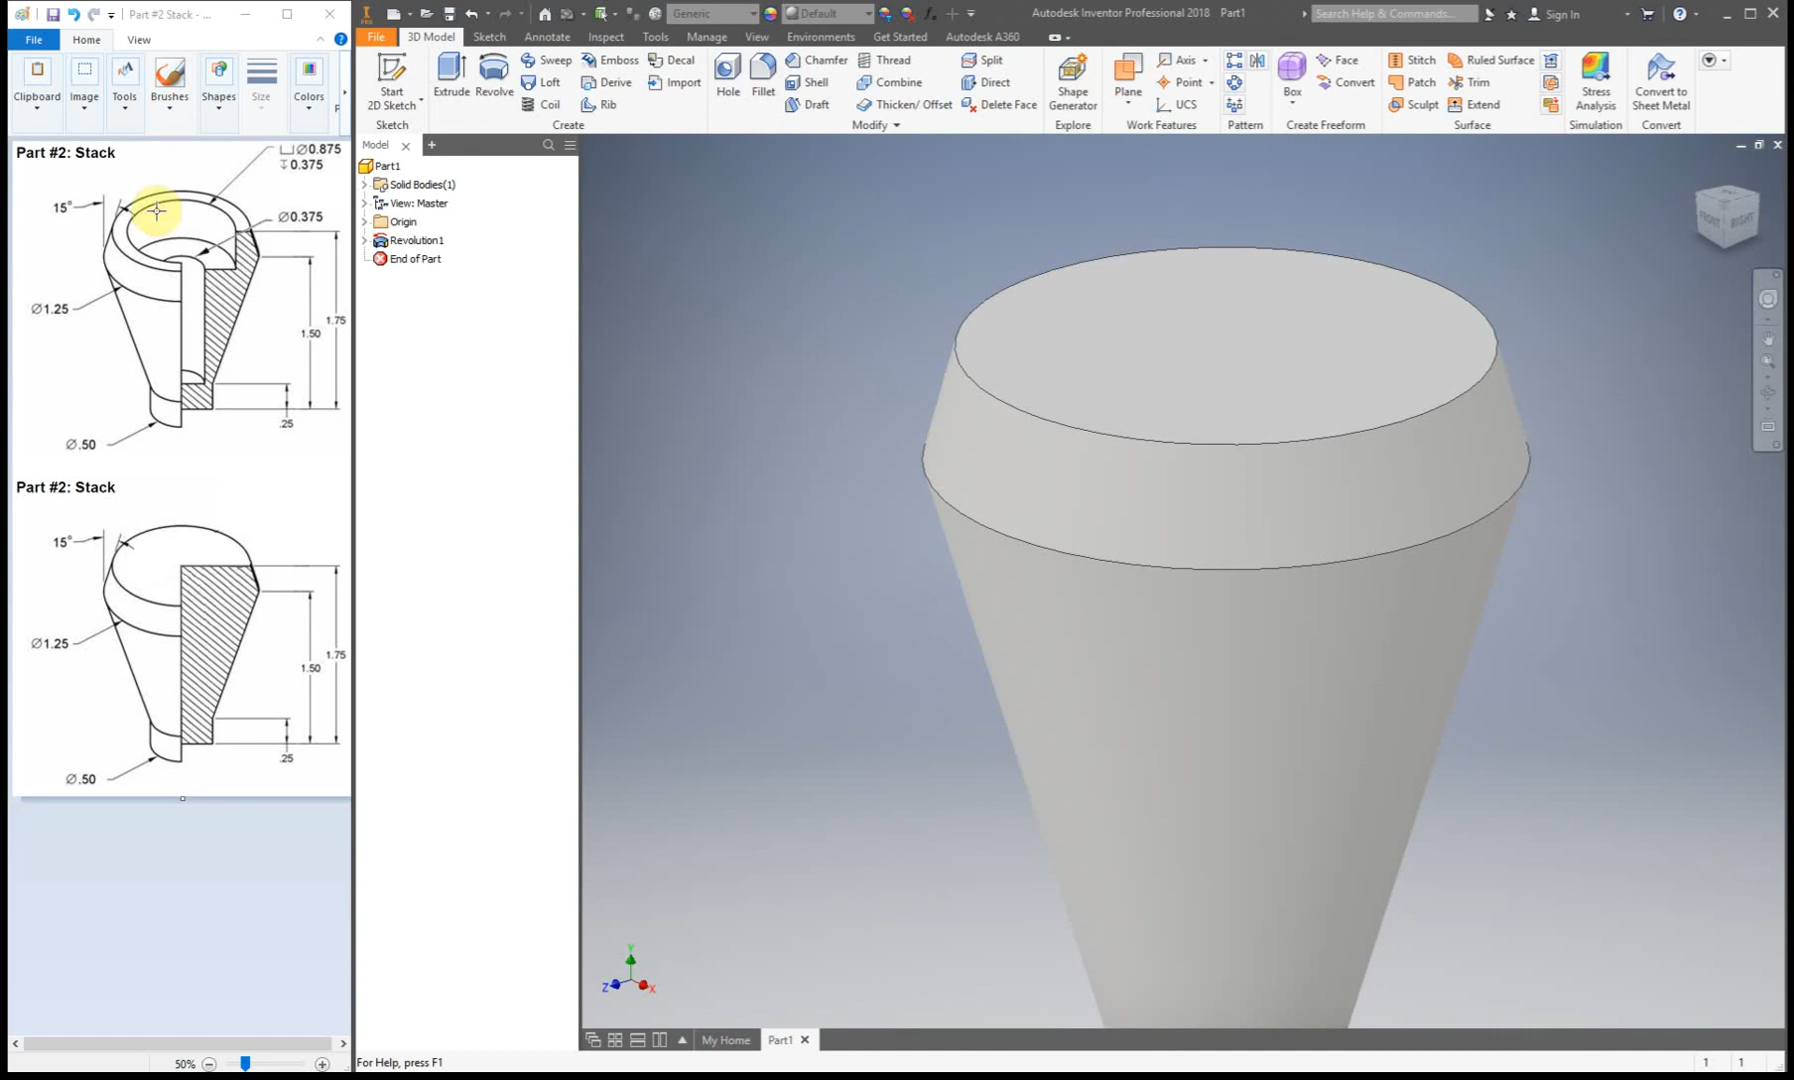 Part #2 Stack - ...
Autodesk Inventor Professional 2018 Part1
Generic
Default
Search Help & Commands...
Sign In
File Home View
File 3D Model Sketch Annotate Inspect Tools Manage View Environments Get Started Autodesk A360
Clipboard Image Tools Brushes Shapes Size Colors
Start
2D Sketch
Extrude Revolve
Sweep Emboss Decal
Loft Derive Import
Coil Rib
Hole Fillet
Chamfer Thread Split
Shell Combine Direct
Draft Thicken/ Offset Delete Face
Shape
Generator
Plane
Axis
Point
UCS
Box
Face
Convert
Stitch Ruled Surface
Patch Trim
Sculpt Extend
Stress
Analysis
Convert to
Sheet Metal
Sketch Create Modify Explore Work Features Pattern Create Freeform Surface Simulation Convert
Model
Part1
Solid Bodies(1)
View: Master
Origin
Revolution1
End of Part
Part #2: Stack
⌴∅0.875
↧0.375
15°
∅0.375
∅1.25
1.75
1.50
.25
∅.50
Part #2: Stack
15°
∅1.25
1.75
1.50
.25
∅.50
FRONT RIGHT
Y
Z X
My Home Part1
50%
For Help, press F1
1 1